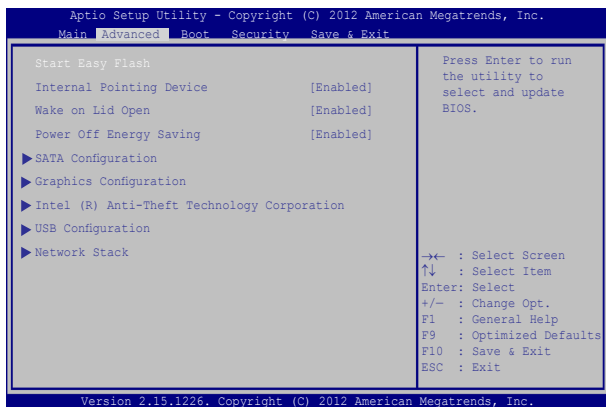 Aptio Setup Utility - Copyright (C) 2012 American Megatrends, Inc.
Main Advanced Boot Security Save & Exit
Start Easy Flash
Internal Pointing Device [Enabled]
Wake on Lid Open [Enabled]
Power Off Energy Saving [Enabled]
SATA Configuration
Graphics Configuration
Intel (R) Anti-Theft Technology Corporation
USB Configuration
Network Stack
Press Enter to run
the utility to
select and update
BIOS.
→← : Select Screen
↑↓ : Select Item
Enter: Select
+/— : Change Opt.
F1 : General Help
F9 : Optimized Defaults
F10 : Save & Exit
ESC : Exit
Version 2.15.1226. Copyright (C) 2012 American Megatrends, Inc.